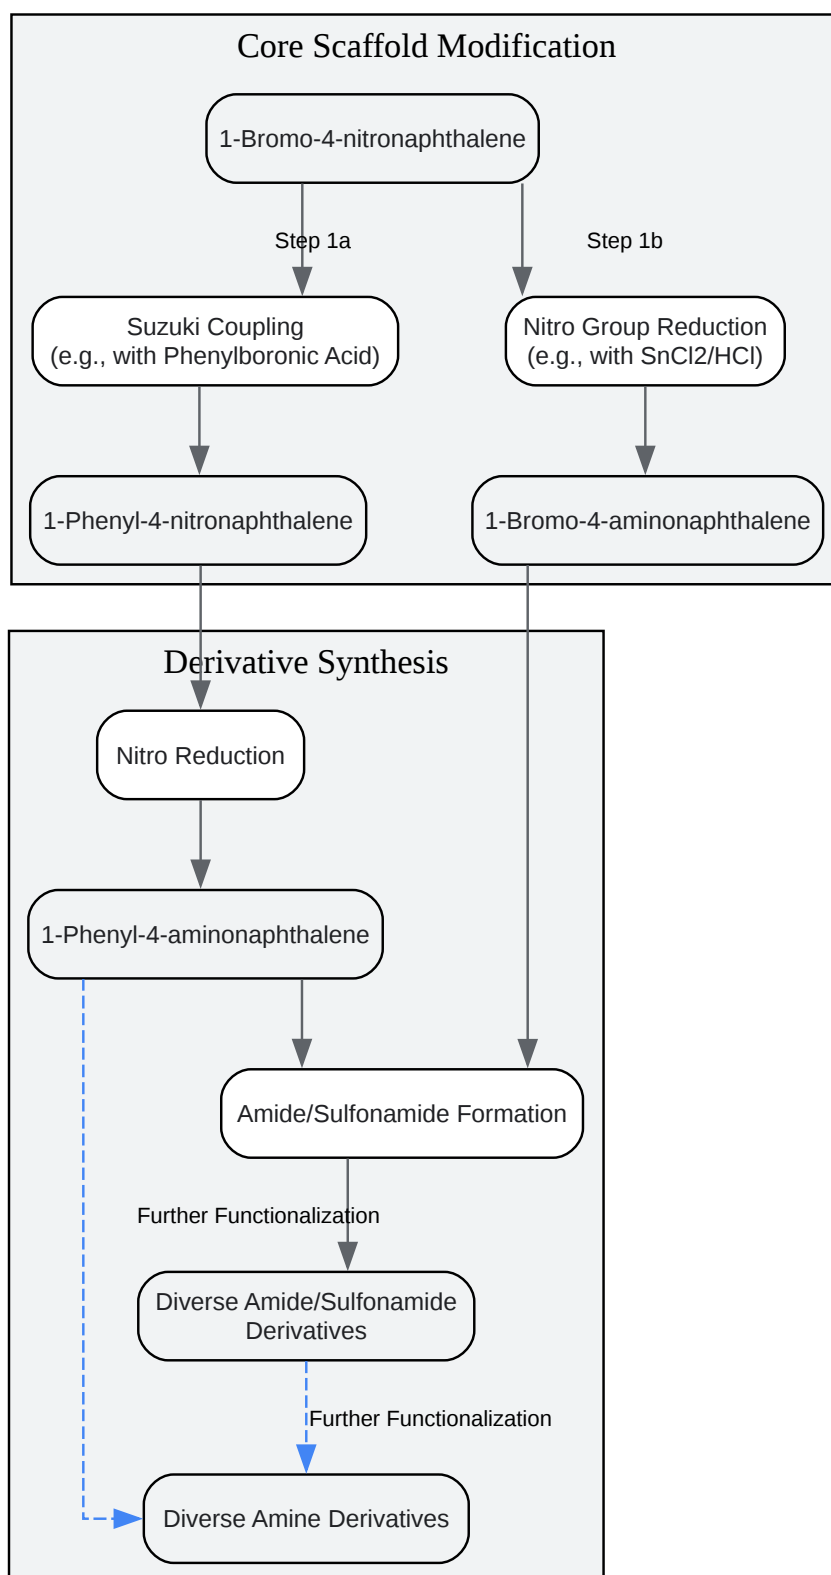 Core Scaffold Modification
1-Bromo-4-nitronaphthalene
Step 1a
Step 1b
Suzuki Coupling
(e.g., with Phenylboronic Acid)
Nitro Group Reduction
(e.g., with SnCl2/HCl)
1-Phenyl-4-nitronaphthalene
1-Bromo-4-aminonaphthalene
Derivative Synthesis
Nitro Reduction
1-Phenyl-4-aminonaphthalene
Amide/Sulfonamide Formation
Further Functionalization
Diverse Amide/Sulfonamide
Derivatives
Further Functionalization
Diverse Amine Derivatives